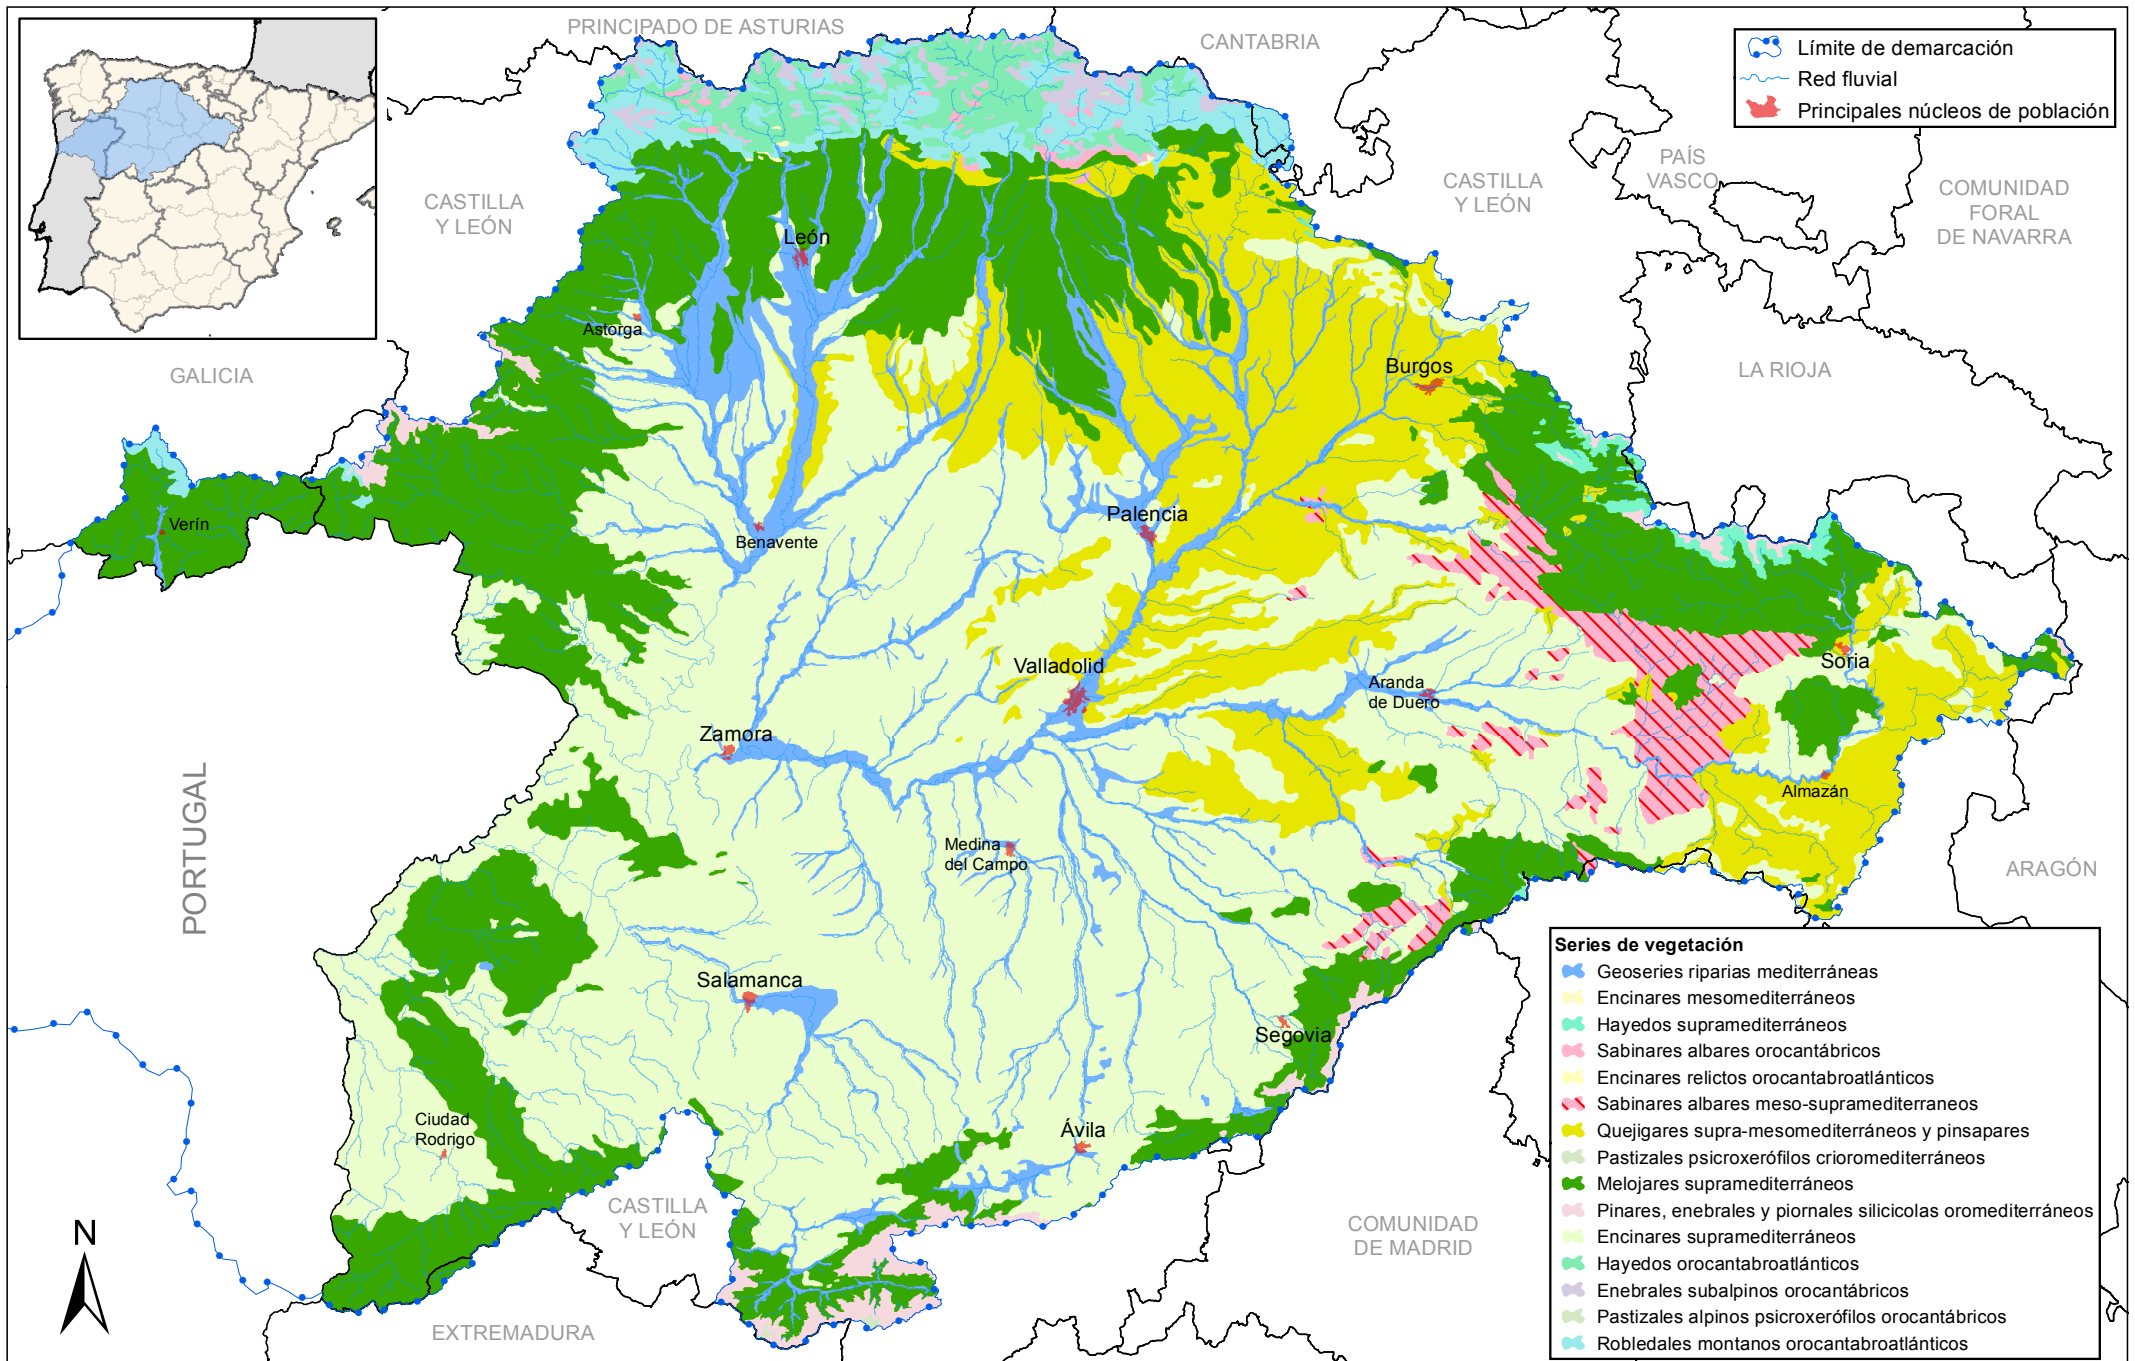 PRINCIPADO DE ASTURIAS
CANTABRIA
Límite de demarcación
Red fluvial
Principales núcleos de población
PAÍS
VASCO
CASTILLA
Y LEÓN
COMUNIDAD
FORAL
DE NAVARRA
CASTILLA
Y LEÓN
León
Astorga
GALICIA
Burgos
LA RIOJA
Verín
Benavente
Palencia
Valladolid
Soria
Aranda
de Duero
Zamora
Almazán
PORTUGAL
Medina
del Campo
ARAGÓN
Salamanca
Segovia
Ciudad
Rodrigo
Ávila
CASTILLA
Y LEÓN
COMUNIDAD
DE MADRID
N
EXTREMADURA
Series de vegetación
Geoseries riparias mediterráneas
Encinares mesomediterráneos
Hayedos supramediterráneos
Sabinares albares orocantábricos
Encinares relictos orocantabroatlánticos
Sabinares albares meso-supramediterraneos
Quejigares supra-mesomediterráneos y pinsapares
Pastizales psicroxerófilos crioromediterráneos
Melojares supramediterráneos
Pinares, enebrales y piornales silicicolas oromediterráneos
Encinares supramediterráneos
Hayedos orocantabroatlánticos
Enebrales subalpinos orocantábricos
Pastizales alpinos psicroxerófilos orocantábricos
Robledales montanos orocantabroatlánticos